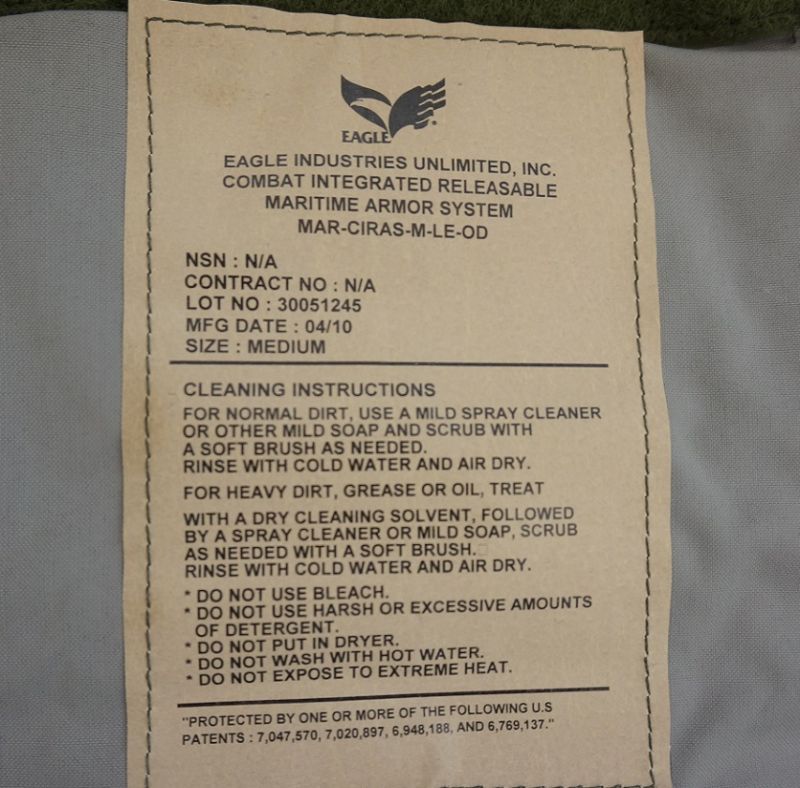 EAGLE®
EAGLE INDUSTRIES UNLIMITED, INC.
COMBAT INTEGRATED RELEASABLE
MARITIME ARMOR SYSTEM
MAR-CIRAS-M-LE-OD
NSN : N/A
CONTRACT NO : N/A
LOT NO : 30051245
MFG DATE : 04/10
SIZE : MEDIUM
CLEANING INSTRUCTIONS
FOR NORMAL DIRT, USE A MILD SPRAY CLEANER
OR OTHER MILD SOAP AND SCRUB WITH
A SOFT BRUSH AS NEEDED.
RINSE WITH COLD WATER AND AIR DRY.
FOR HEAVY DIRT, GREASE OR OIL, TREAT
WITH A DRY CLEANING SOLVENT, FOLLOWED
BY A SPRAY CLEANER OR MILD SOAP, SCRUB
AS NEEDED WITH A SOFT BRUSH.
RINSE WITH COLD WATER AND AIR DRY.
* DO NOT USE BLEACH.
* DO NOT USE HARSH OR EXCESSIVE AMOUNTS
OF DETERGENT.
* DO NOT PUT IN DRYER.
* DO NOT WASH WITH HOT WATER.
* DO NOT EXPOSE TO EXTREME HEAT.
"PROTECTED BY ONE OR MORE OF THE FOLLOWING U.S
PATENTS : 7,047,570, 7,020,897, 6,948,188, AND 6,769,137."